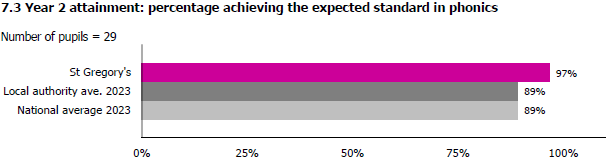 7.3 Year 2 attainment: percentage achieving the expected standard in phonics
Number of pupils = 29
St Gregory's 97%
Local authority ave. 2023 89%
National average 2023 89%
0% 25% 50% 75% 100%